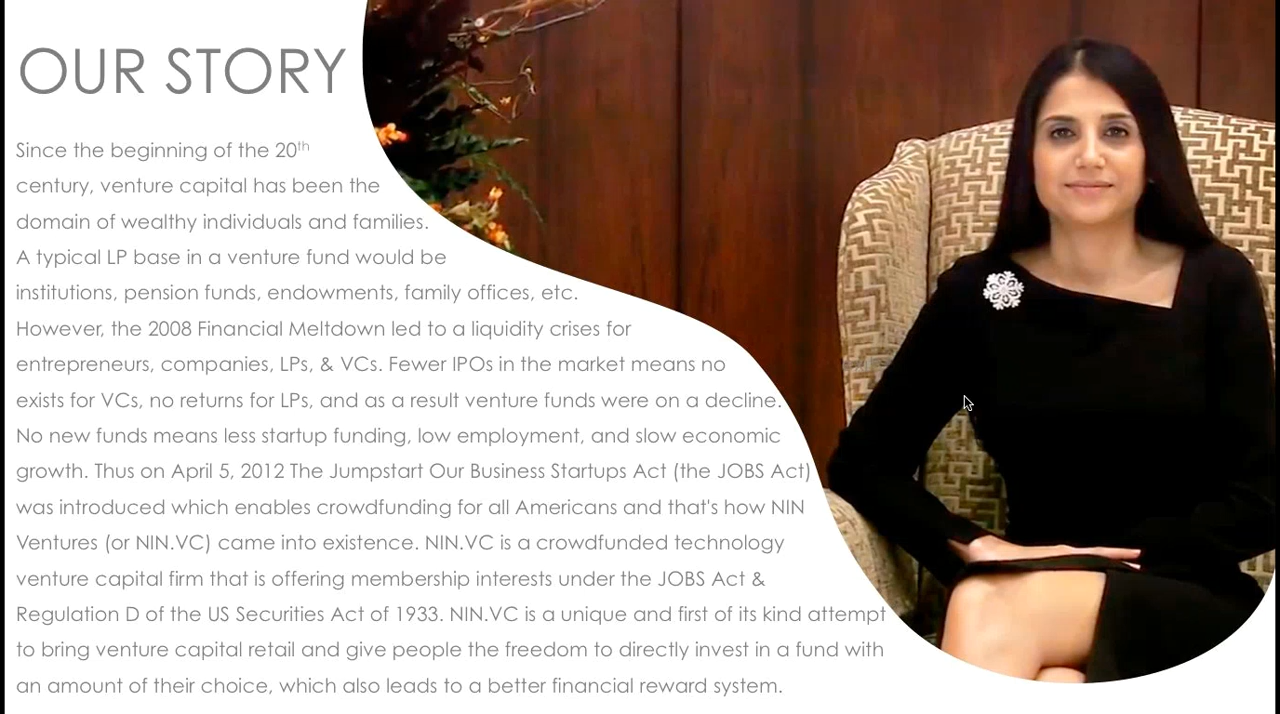 OUR STORY
Since the beginning of the 20th
century, venture capital has been the
domain of wealthy individuals and families.
A typical LP base in a venture fund would be
institutions, pension funds, endowments, family offices, etc.
However, the 2008 Financial Meltdown led to a liquidity crises for
entrepreneurs, companies, LPs, & VCs. Fewer IPOs in the market means no
exists for VCs, no returns for LPs, and as a result venture funds were on a decline.
No new funds means less startup funding, low employment, and slow economic
growth. Thus on April 5, 2012 The Jumpstart Our Business Startups Act (the JOBS Act)
was introduced which enables crowdfunding for all Americans and that's how NIN
Ventures (or NIN.VC) came into existence. NIN.VC is a crowdfunded technology
venture capital firm that is offering membership interests under the JOBS Act &
Regulation D of the US Securities Act of 1933. NIN.VC is a unique and first of its kind attempt
to bring venture capital retail and give people the freedom to directly invest in a fund with
an amount of their choice, which also leads to a better financial reward system.